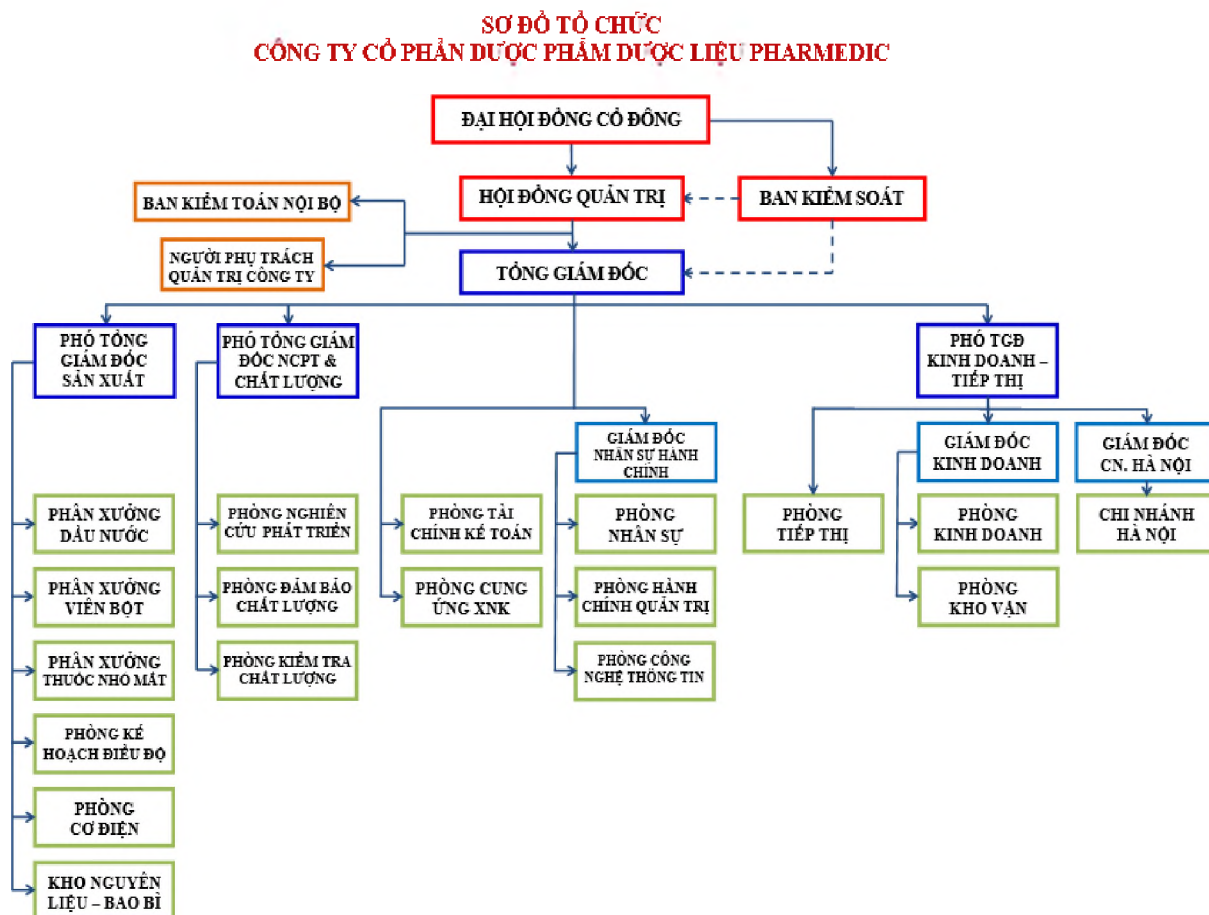 SƠ ĐỒ TỔ CHỨC
CÔNG TY CỔ PHẦN DƯỢC PHẨM DƯỢC LIỆU PHARMEDIC
ĐẠI HỘI ĐỒNG CỔ ĐÔNG
HỘI ĐỒNG QUẢN TRỊ
BAN KIỂM SOÁT
BAN KIỂM TOÁN NỘI BỘ
NGƯỜI PHỤ TRÁCH
QUẢN TRỊ CÔNG TY
TỔNG GIÁM ĐỐC
PHÓ TỔNG
GIÁM ĐỐC
SẢN XUẤT
PHÓ TỔNG GIÁM
ĐỐC NCPT &
CHẤT LƯỢNG
PHÓ TGĐ
KINH DOANH –
TIẾP THỊ
GIÁM ĐỐC
NHÂN SỰ HÀNH
CHÍNH
GIÁM ĐỐC
KINH DOANH
GIÁM ĐỐC
CN. HÀ NỘI
PHÂN XƯỞNG
DẦU NƯỚC
PHÒNG NGHIÊN
CỨU PHÁT TRIỂN
PHÒNG TÀI
CHÍNH KẾ TOÁN
PHÒNG
NHÂN SỰ
PHÒNG
TIẾP THỊ
PHÒNG
KINH DOANH
CHI NHÁNH
HÀ NỘI
PHÂN XƯỞNG
VIÊN BỘT
PHÒNG ĐẢM BẢO
CHẤT LƯỢNG
PHÒNG CUNG
ỨNG XNK
PHÒNG HÀNH
CHÍNH QUẢN TRỊ
PHÒNG
KHO VẬN
PHÂN XƯỞNG
THUỐC NHỎ MẮT
PHÒNG KIỂM TRA
CHẤT LƯỢNG
PHÒNG CÔNG
NGHỆ THÔNG TIN
PHÒNG KẾ
HOẠCH ĐIỀU ĐỘ
PHÒNG
CƠ ĐIỆN
KHO NGUYÊN
LIỆU – BAO BÌ